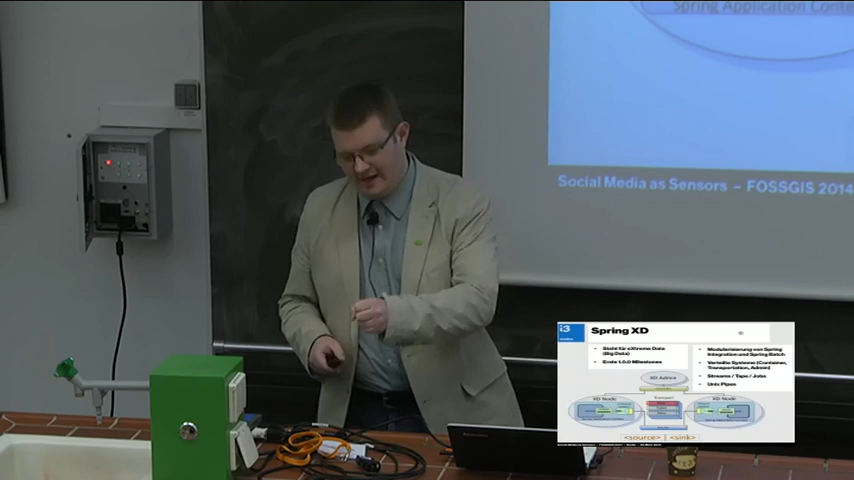 Spring Application Conte
Social Media as Sensors – FOSSGIS 2014
i3
Spring XD
Steht für eXtreme Data
(Big Data)
Erste 1.0.0 Milestones
Modularisierung von Spring
Integration und Spring Batch
Verteilte Systeme (Container,
Transportation, Admin)
Streams / Taps / Jobs
Unix Pipes
XD Admin
XD Node
Transport
XD Node
<source> | <sink>